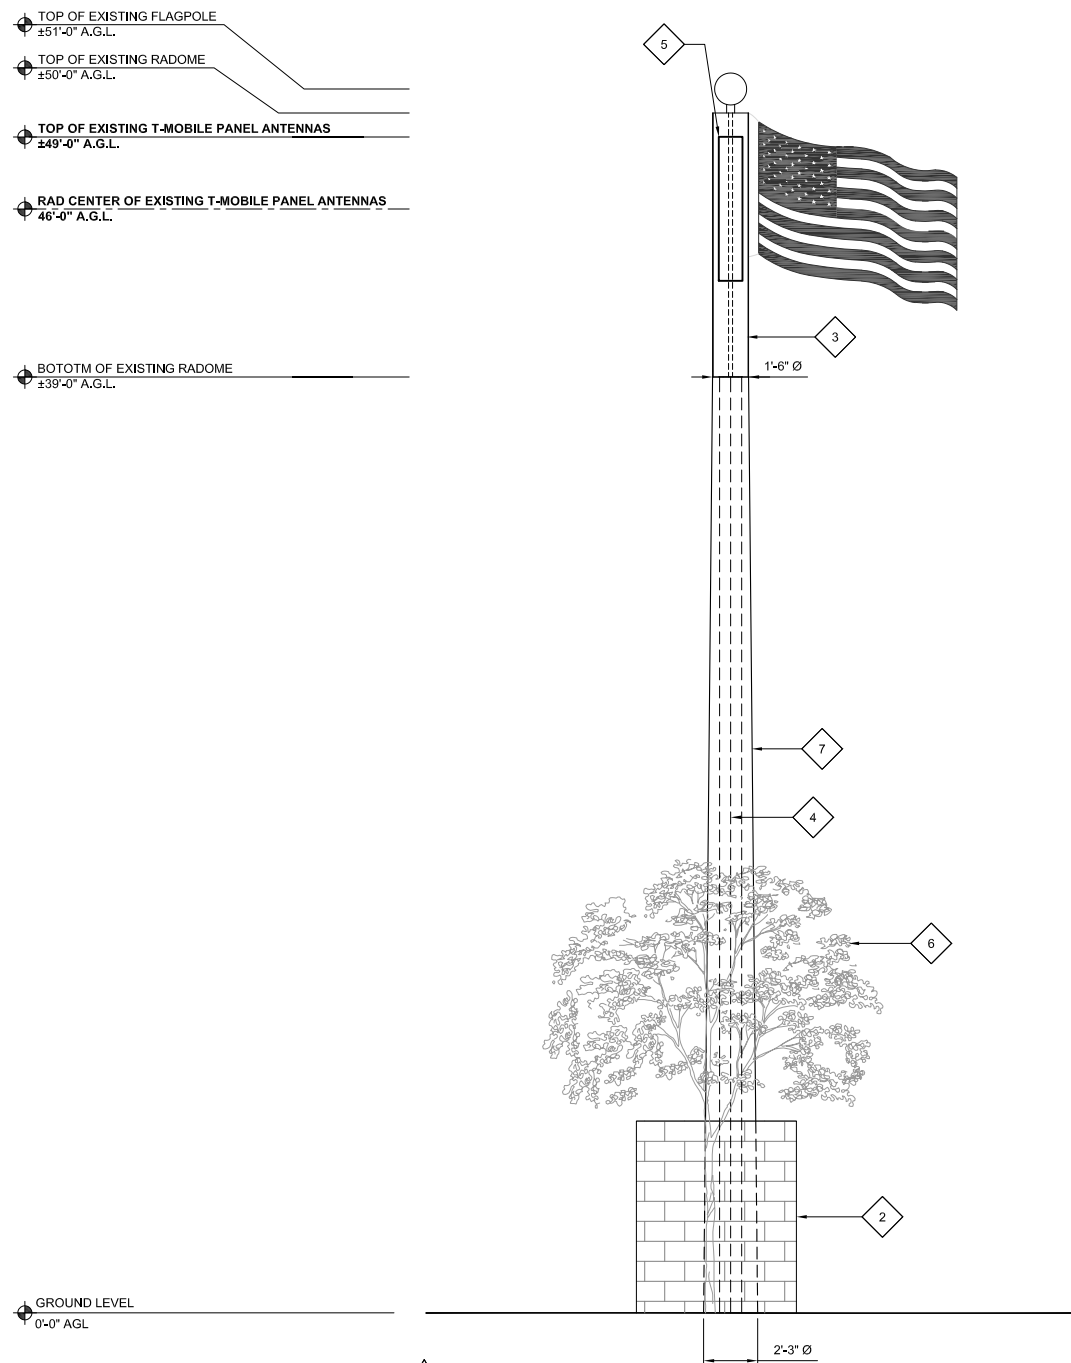 TOP OF EXISTING FLAGPOLE
±51'-0" A.G.L.
TOP OF EXISTING RADOME
±50'-0" A.G.L.
TOP OF EXISTING T-MOBILE PANEL ANTENNAS
±49'-0" A.G.L.
RAD CENTER OF EXISTING T-MOBILE PANEL ANTENNAS
46'-0" A.G.L.
BOTOTM OF EXISTING RADOME
±39'-0" A.G.L.
GROUND LEVEL
0'-0" AGL
5
3
1'-6" Ø
7
4
6
2
2'-3" Ø